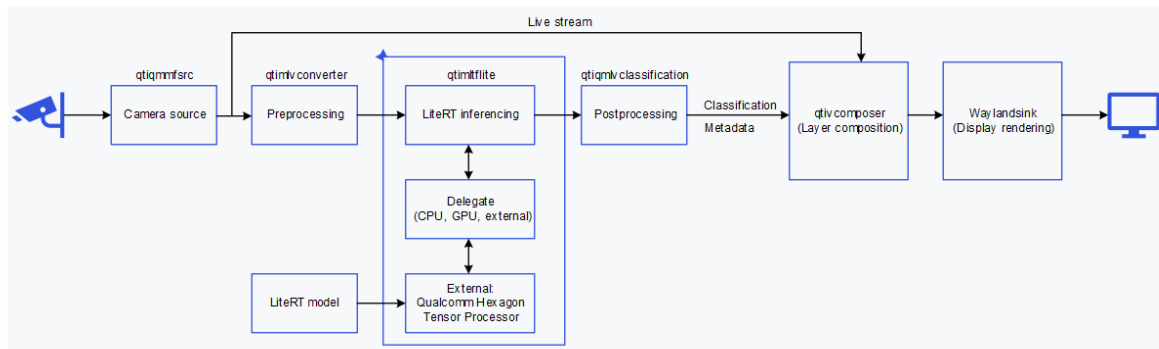 Live stream
qtiqmmfsrc
qtimlvconverter
qtimltflite
qtiqmlvclassification
Camera source
Preprocessing
LiteRT inferencing
Postprocessing
Classification
Metadata
qtivcomposer
(Layer composition)
Waylandsink
(Display rendering)
Delegate
(CPU, GPU, external)
LiteRT model
External:
Qualcomm Hexagon
Tensor Processor